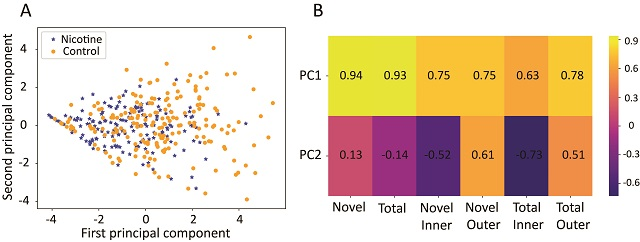 A
Nicotine
Control
Second principal component
4
2
0
-2
-4
-4 -2 0 2 4
First principal component
B
PC1 0.94 0.93 0.75 0.75 0.63 0.78
PC2 0.13 -0.14 -0.52 0.61 -0.73 0.51
Novel Total Novel Novel Total Total
Inner Outer Inner Outer
0.9
0.6
0.3
0
-0.3
-0.6